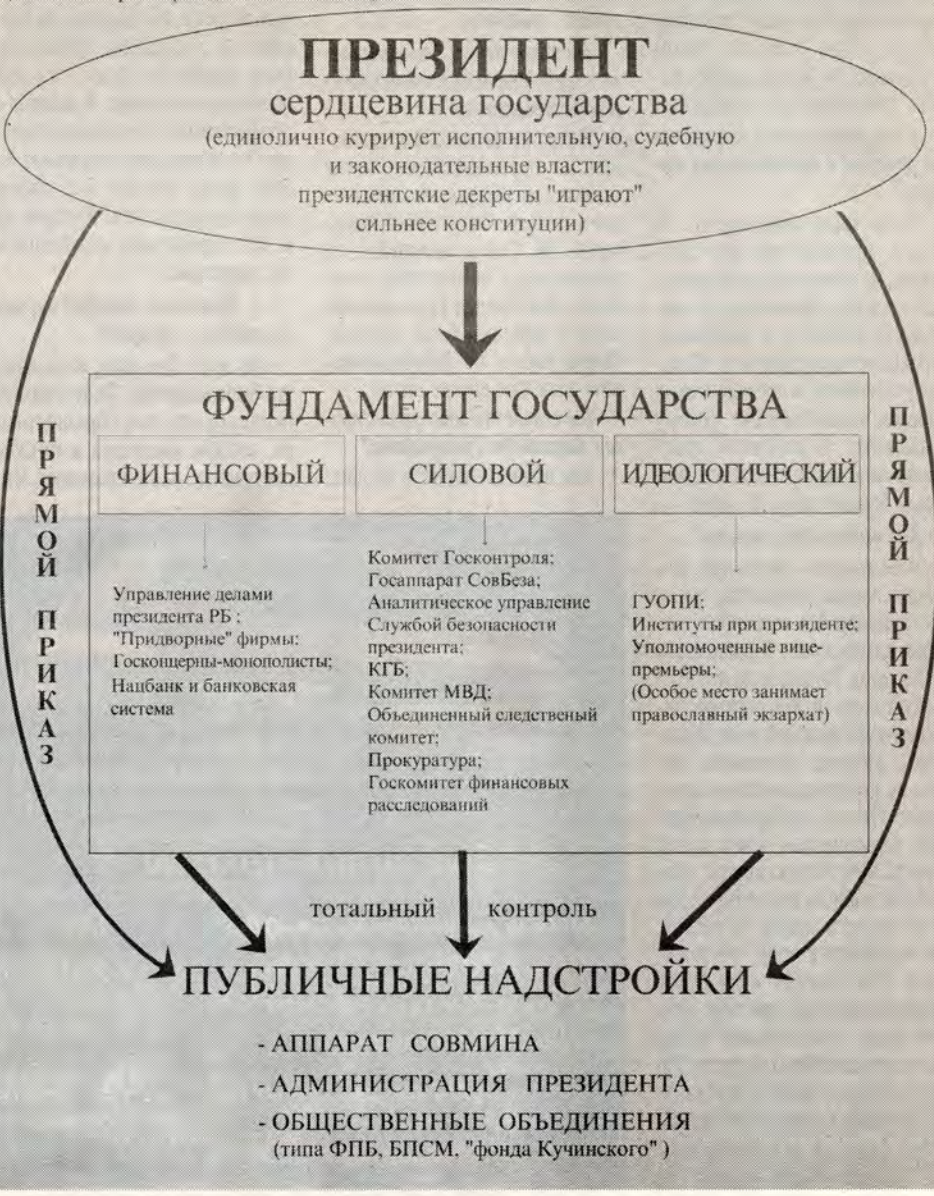 ПРЕЗИДЕНТ
сердцевина государства
(единолично курирует исполнительную, судебную
и законодательные власти;
президентские декреты "играют"
сильнее конституции)
ПРЯМОЙ ПРИКАЗ
ФУНДАМЕНТ ГОСУДАРСТВА
ФИНАНСОВЫЙ
Управление делами
президента РБ ;
"Придворные" фирмы;
Госконцерны-монополисты;
Нацбанк и банковская
система
СИЛОВОЙ
Комитет Госконтроля;
Госаппарат СовБеза;
Аналитическое управление
Службой безопасности
президента;
КГБ;
Комитет МВД;
Объединенный следственый
комитет;
Прокуратура;
Госкомитет финансовых
расследований
ИДЕОЛОГИЧЕСКИЙ
ГУОПИ;
Институты при призиденте;
Уполномоченные вице-
премьеры;
(Особое место занимает
православный экзархат)
ПРЯМОЙ ПРИКАЗ
тотальный контроль
ПУБЛИЧНЫЕ НАДСТРОЙКИ
- АППАРАТ СОВМИНА
- АДМИНИСТРАЦИЯ ПРЕЗИДЕНТА
- ОБЩЕСТВЕННЫЕ ОБЪЕДИНЕНИЯ
(типа ФПБ, БПСМ, "фонда Кучинского" )